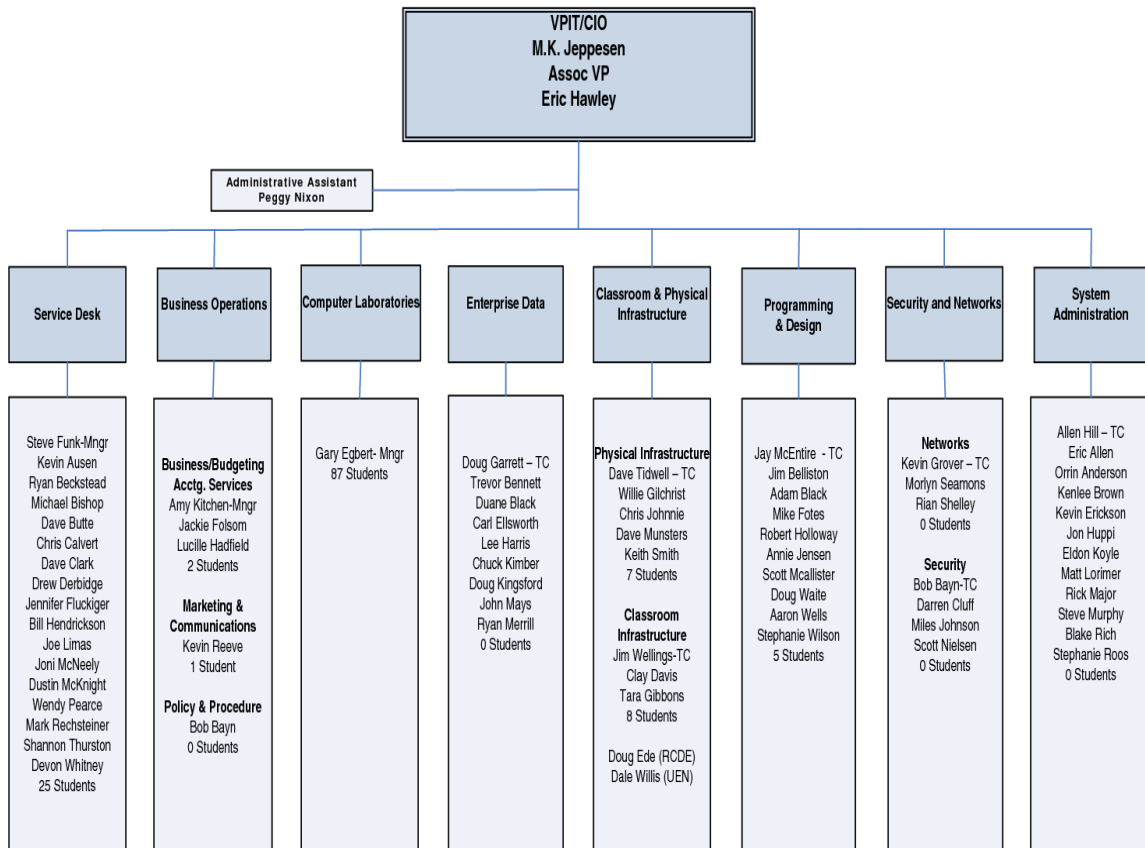 VPIT/CIO
M.K. Jeppesen
Assoc VP
Eric Hawley
Administrative Assistant
Peggy Nixon
Service Desk
Business Operations
Computer Laboratories
Enterprise Data
Classroom & Physical
Infrastructure
Programming
& Design
Security and Networks
System
Administration
Steve Funk-Mngr
Kevin Ausen
Ryan Beckstead
Michael Bishop
Dave Butte
Chris Calvert
Dave Clark
Drew Derbidge
Jennifer Fluckiger
Bill Hendrickson
Joe Limas
Joni McNeely
Dustin McKnight
Wendy Pearce
Mark Rechsteiner
Shannon Thurston
Devon Whitney
25 Students
Business/Budgeting
Acctg. Services
Amy Kitchen-Mngr
Jackie Folsom
Lucille Hadfield
2 Students
Marketing &
Communications
Kevin Reeve
1 Student
Policy & Procedure
Bob Bayn
0 Students
Gary Egbert- Mngr
87 Students
Doug Garrett – TC
Trevor Bennett
Duane Black
Carl Ellsworth
Lee Harris
Chuck Kimber
Doug Kingsford
John Mays
Ryan Merrill
0 Students
Physical Infrastructure
Dave Tidwell – TC
Willie Gilchrist
Chris Johnnie
Dave Munsters
Keith Smith
7 Students
Classroom
Infrastructure
Jim Wellings-TC
Clay Davis
Tara Gibbons
8 Students
Doug Ede (RCDE)
Dale Willis (UEN)
Jay McEntire - TC
Jim Belliston
Adam Black
Mike Fotes
Robert Holloway
Annie Jensen
Scott Mcallister
Doug Waite
Aaron Wells
Stephanie Wilson
5 Students
Networks
Kevin Grover – TC
Morlyn Seamons
Rian Shelley
0 Students
Security
Bob Bayn-TC
Darren Cluff
Miles Johnson
Scott Nielsen
0 Students
Allen Hill – TC
Eric Allen
Orrin Anderson
Kenlee Brown
Kevin Erickson
Jon Huppi
Eldon Koyle
Matt Lorimer
Rick Major
Steve Murphy
Blake Rich
Stephanie Roos
0 Students